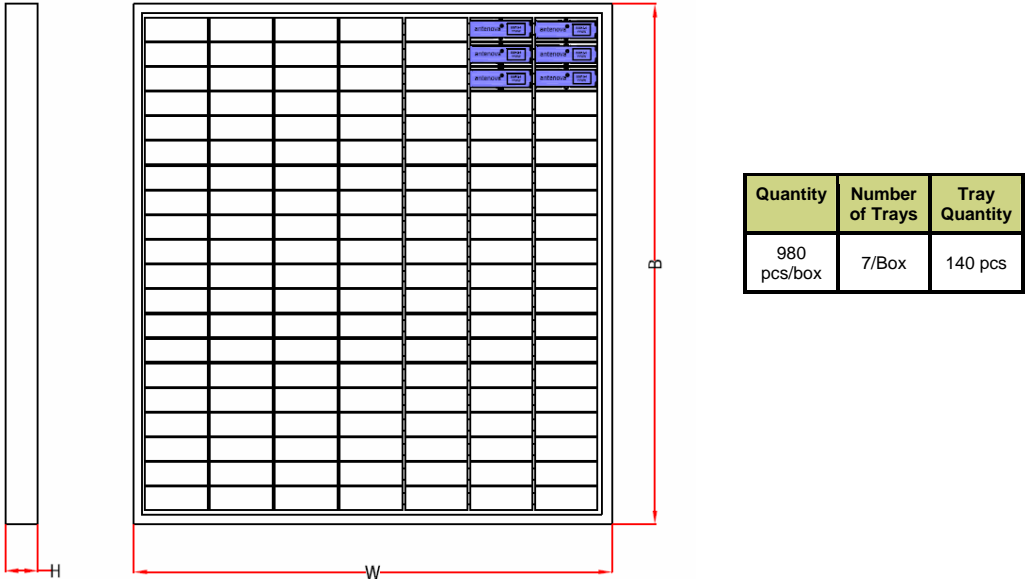 antenova antenova
antenova antenova
antenova antenova
B
H
W
Quantity Number of Trays Tray Quantity
980 pcs/box 7/Box 140 pcs